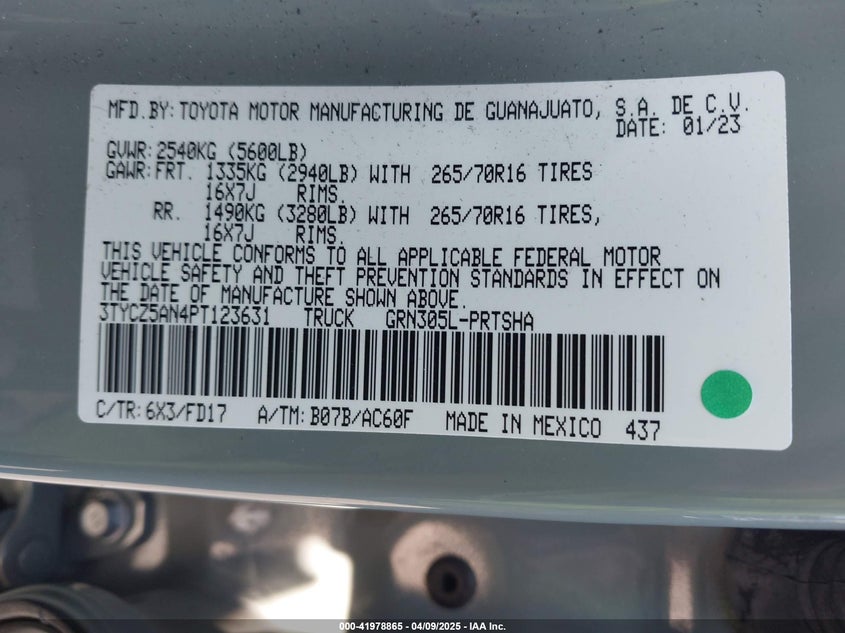 MFD.BY: TOYOTA MOTOR MANUFACTURING DE GUANAJUATO, S.A. DE C.V.
DATE: 01/23
GVWR: 2540KG (5600LB)
GAWR: FRT. 1335KG (2940LB) WITH 265/70R16 TIRES
16X7J RIMS.
RR. 1490KG (3280LB) WITH 265/70R16 TIRES,
16X7J RIMS.
THIS VEHICLE CONFORMS TO ALL APPLICABLE FEDERAL MOTOR
VEHICLE SAFETY AND THEFT PREVENTION STANDARDS IN EFFECT ON
THE DATE OF MANUFACTURE SHOWN ABOVE.
3TYCZ5AN4PT123631 TRUCK GRN305L-PRTSHA
C/TR: 6X3/FD17 A/TM: B07B/AC60F MADE IN MEXICO 437
000-41978865 - 04/09/2025 - IAA Inc.